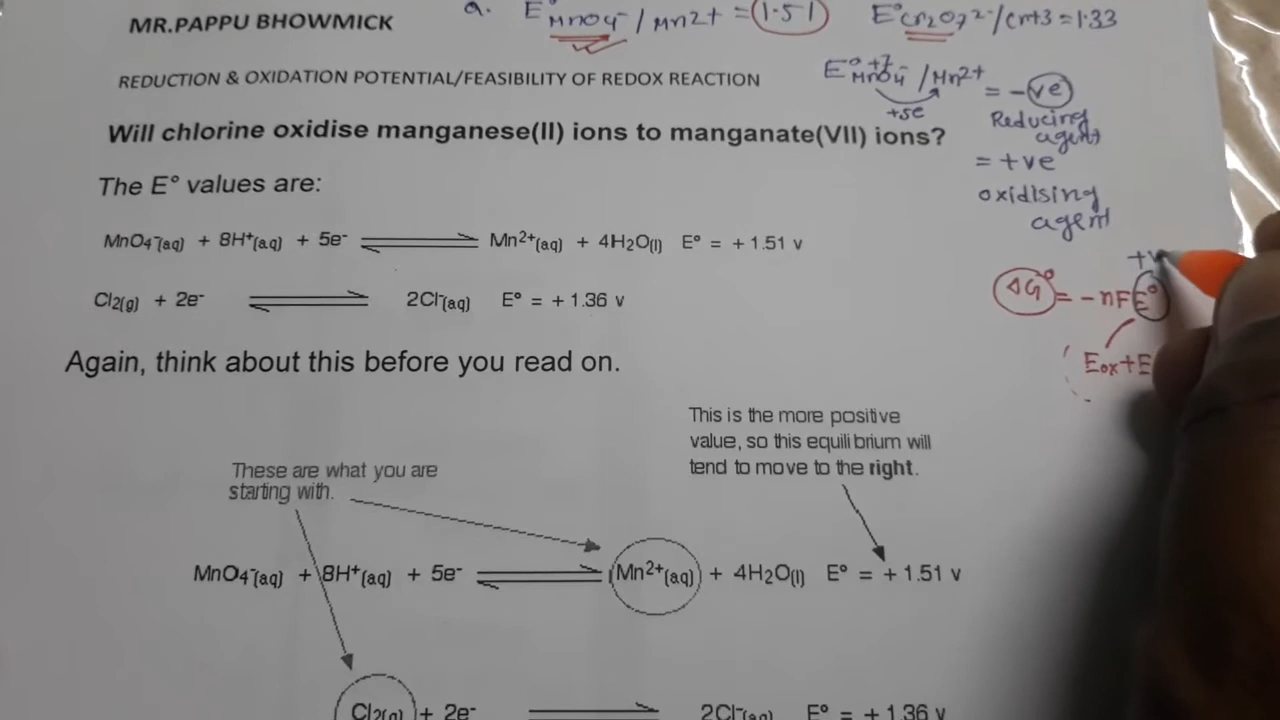 MR.PAPPU BHOWMICK
a. E° MnO4⁻ / Mn2+ = 1.51 E°cr2O7²⁻/cr+3 = 1.33
REDUCTION & OXIDATION POTENTIAL/FEASIBILITY OF REDOX REACTION
E° +7 MnO4⁻ / Mn2+ = -ve
+5e
Reducing
agent
Will chlorine oxidise manganese(II) ions to manganate(VII) ions?
= +ve
oxidising
agent
The E° values are:
MnO4⁻(aq) + 8H⁺(aq) + 5e⁻ ⇌ Mn²⁺(aq) + 4H2O(l) E° = + 1.51 v
+v
ΔG° = - nFE°
Cl2(g) + 2e⁻ ⇌ 2Cl⁻(aq) E° = + 1.36 v
Eox+E
Again, think about this before you read on.
This is the more positive
value, so this equilibrium will
tend to move to the right.
These are what you are
starting with.
MnO4⁻(aq) + 8H⁺(aq) + 5e⁻ ⇌ Mn²⁺(aq) + 4H2O(l) E° = + 1.51 v
Cl2(g) + 2e⁻ ⇌ 2Cl⁻(aq) E° = + 1.36 v